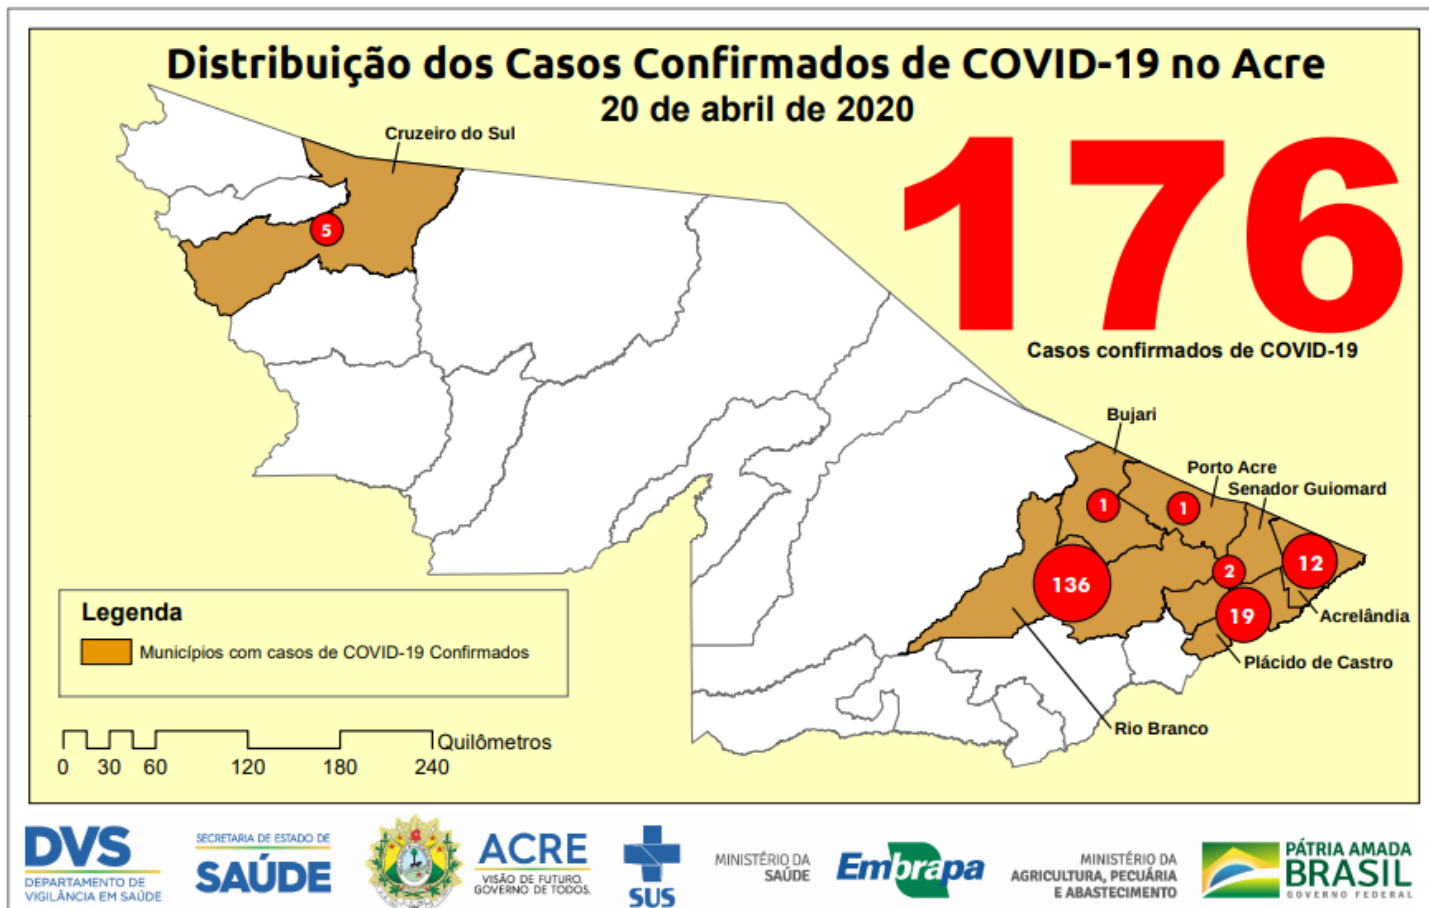 Distribuição dos Casos Confirmados de COVID-19 no Acre
20 de abril de 2020
176
Casos confirmados de COVID-19
Cruzeiro do Sul
5
Bujari
Porto Acre
Senador Guiomard
1
1
2
12
136
19
Acrelândia
Plácido de Castro
Rio Branco
Legenda
Municípios com casos de COVID-19 Confirmados
Quilômetros
0 30 60 120 180 240
DVS
DEPARTAMENTO DE
VIGILÂNCIA EM SAÚDE
SECRETARIA DE ESTADO DE
SAÚDE
ACRE
VISÃO DE FUTURO.
GOVERNO DE TODOS.
SUS
MINISTÉRIO DA
SAÚDE
Embrapa
MINISTÉRIO DA
AGRICULTURA, PECUÁRIA
E ABASTECIMENTO
PÁTRIA AMADA
BRASIL
GOVERNO FEDERAL